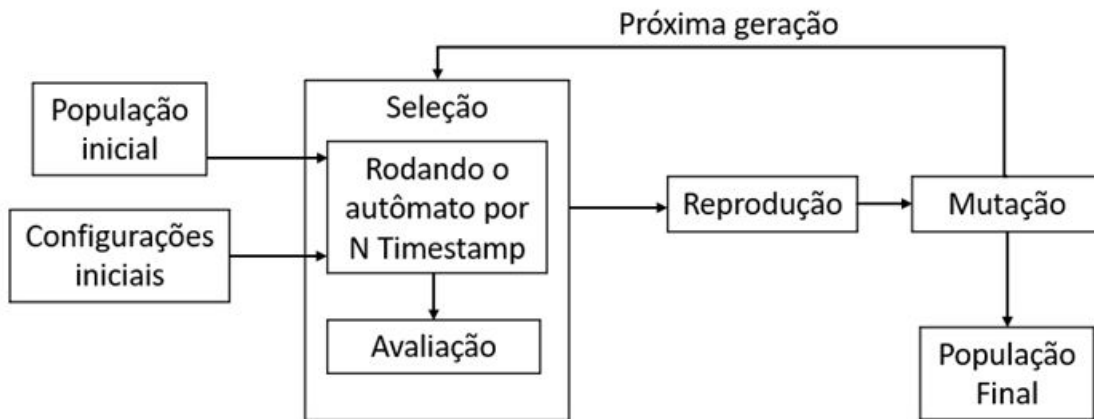 Próxima geração
População
inicial
Configurações
iniciais
Seleção
Rodando o
autômato por
N Timestamp
Avaliação
Reprodução
Mutação
População
Final